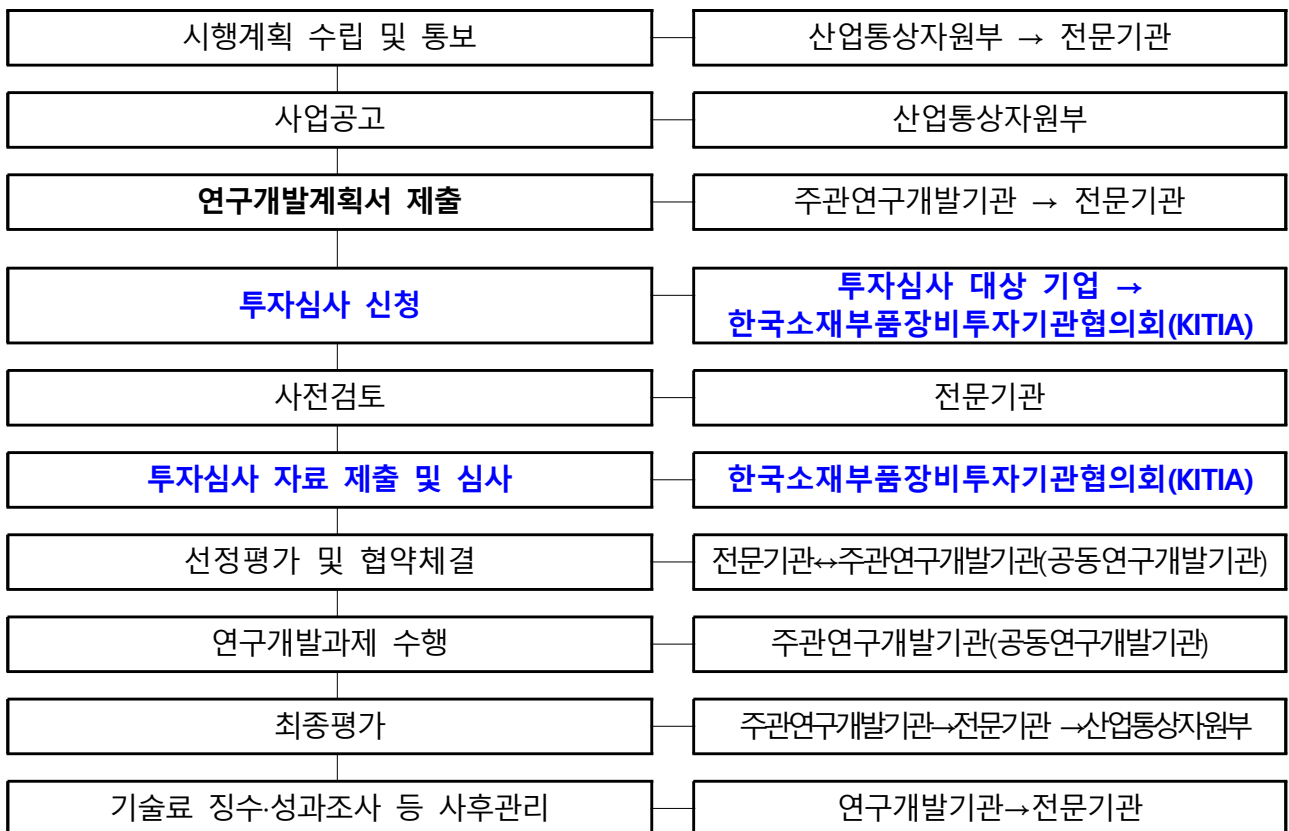 시행계획 수립 및 통보
산업통상자원부 → 전문기관
사업공고
산업통상자원부
연구개발계획서 제출
주관연구개발기관 → 전문기관
투자심사 신청
투자심사 대상 기업 →
한국소재부품장비투자기관협의회(KITIA)
사전검토
전문기관
투자심사 자료 제출 및 심사
한국소재부품장비투자기관협의회(KITIA)
선정평가 및 협약체결
전문기관↔주관연구개발기관(공동연구개발기관)
연구개발과제 수행
주관연구개발기관(공동연구개발기관)
최종평가
주관연구개발기관→전문기관 →산업통상자원부
기술료 징수·성과조사 등 사후관리
연구개발기관→전문기관